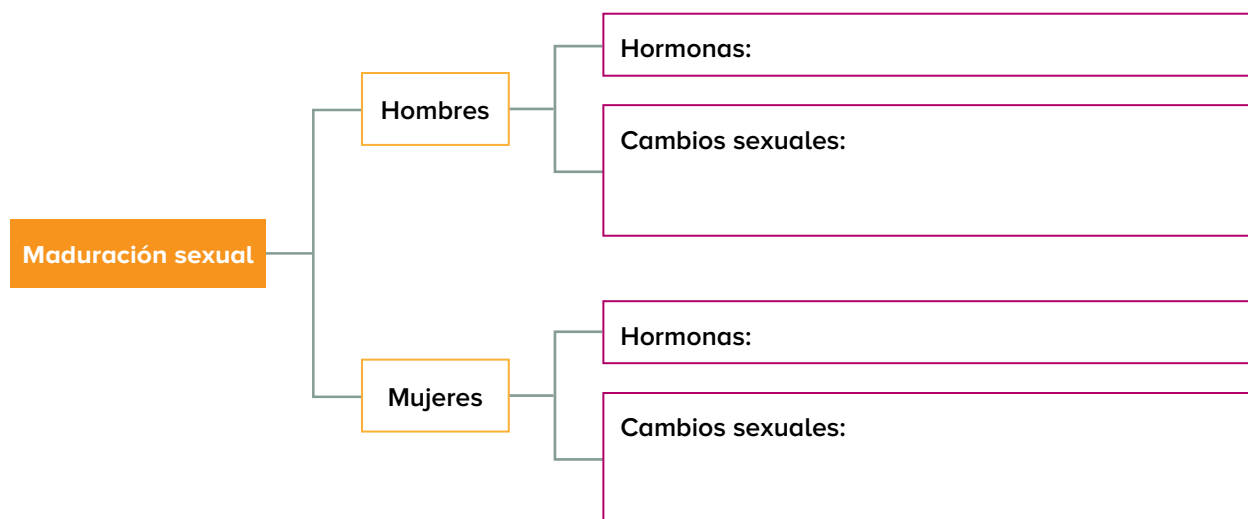 Maduración sexual
Hombres
Hormonas:
Cambios sexuales:
Mujeres
Hormonas:
Cambios sexuales: